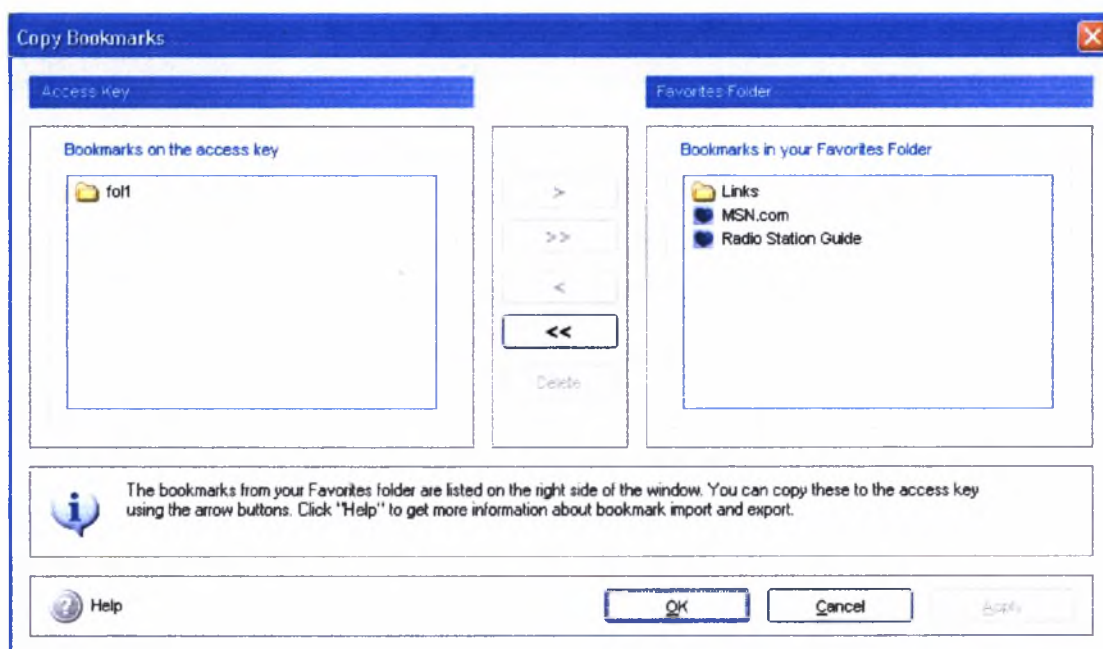 Copy Bookmarks
Access Key
Favorites Folder
Bookmarks on the access key
fol1
>
>>
<
<<
Delete
Bookmarks in your Favorites Folder
Links
MSN.com
Radio Station Guide
The bookmarks from your Favorites folder are listed on the right side of the window. You can copy these to the access key
using the arrow buttons. Click "Help" to get more information about bookmark import and export.
Help
OK
Cancel
Apply